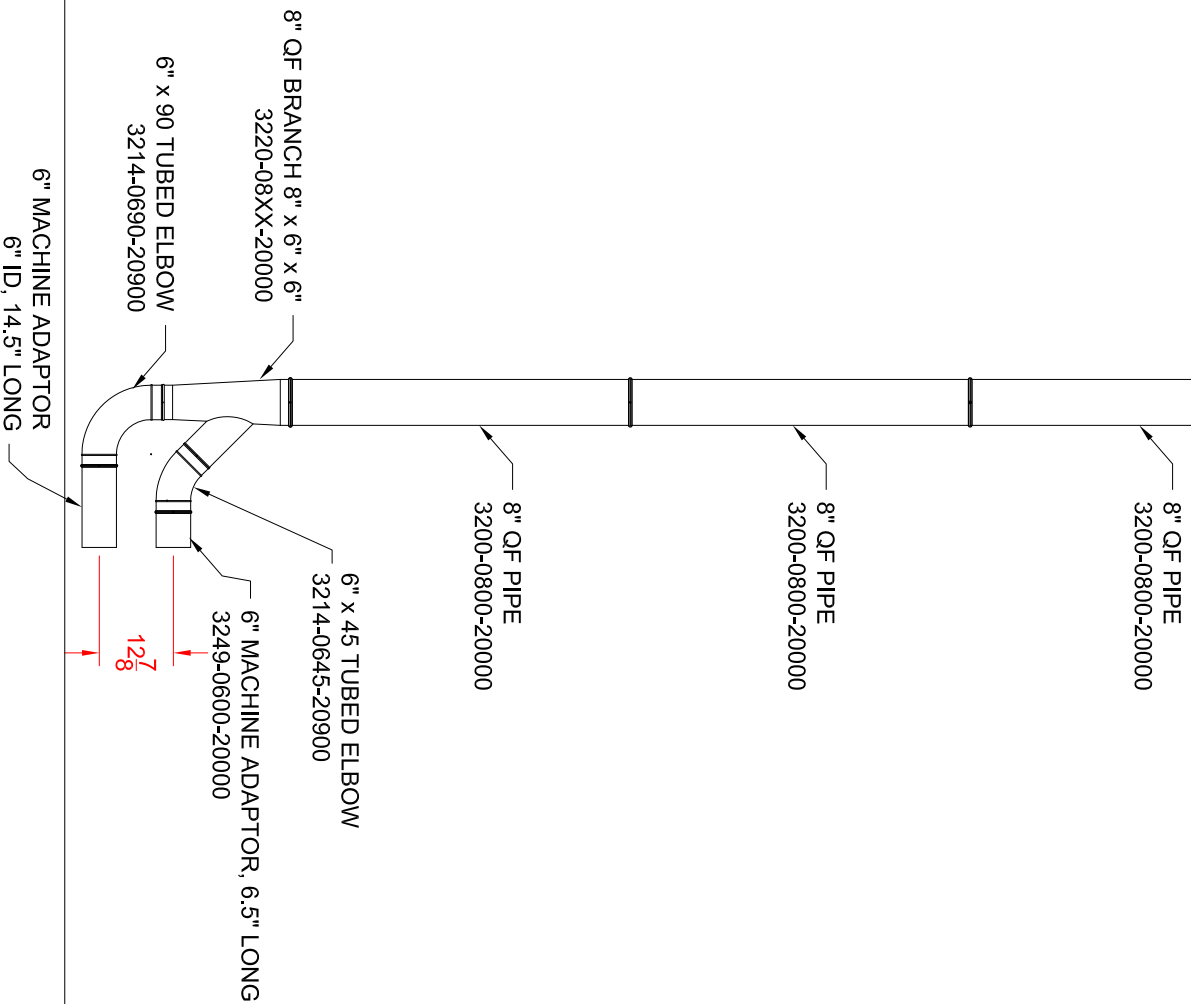 8" QF PIPE
3200-0800-20000
8" QF PIPE
3200-0800-20000
8" QF PIPE
3200-0800-20000
8" QF BRANCH 8" x 6" x 6"
3220-08XX-20000
6" x 90 TUBED ELBOW
3214-0690-20900
6" MACHINE ADAPTOR
6" ID, 14.5" LONG
6" x 45 TUBED ELBOW
3214-0645-20900
6" MACHINE ADAPTOR, 6.5" LONG
3249-0600-20000
12 7/8